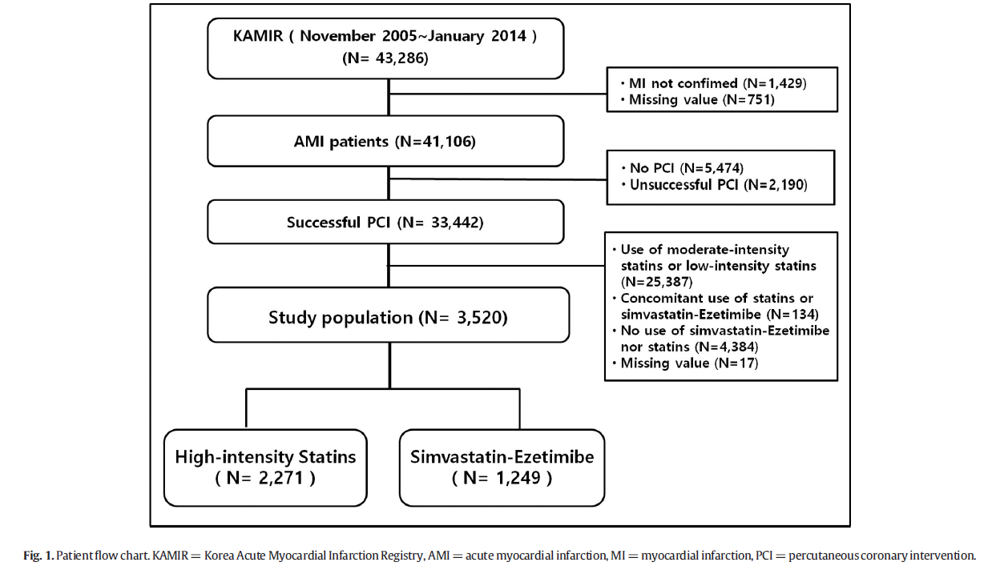 KAMIR ( November 2005~January 2014 )
(N= 43,286)
· MI not confimed (N=1,429)
· Missing value (N=751)
AMI patients (N=41,106)
· No PCI (N=5,474)
· Unsuccessful PCI (N=2,190)
Successful PCI (N= 33,442)
· Use of moderate-intensity
statins or low-intensity statins
(N=25,387)
· Concomitant use of statins or
simvastatin-Ezetimibe (N=134)
· No use of simvastatin-Ezetimibe
nor statins (N=4,384)
· Missing value (N=17)
Study population (N= 3,520)
High-intensity Statins
( N= 2,271 )
Simvastatin-Ezetimibe
( N= 1,249 )
Fig. 1. Patient flow chart. KAMIR = Korea Acute Myocardial Infarction Registry, AMI = acute myocardial infarction, MI = myocardial infarction, PCI = percutaneous coronary intervention.